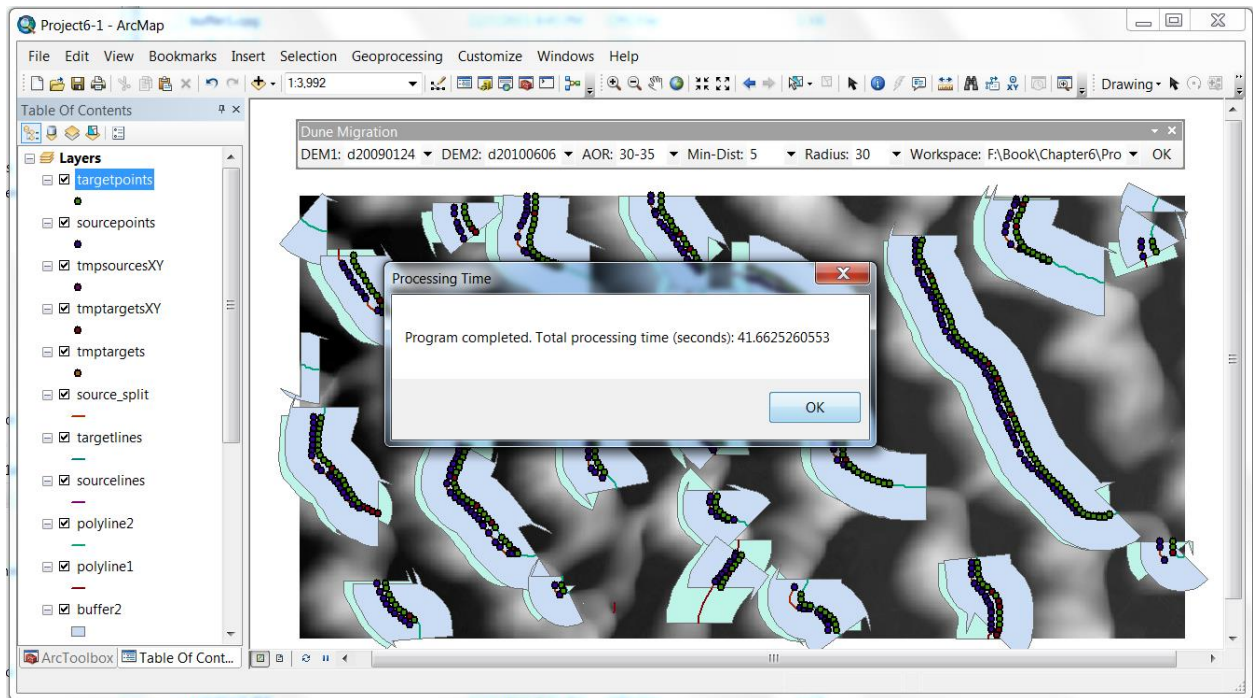 Project6-1 - ArcMap
File Edit View Bookmarks Insert Selection Geoprocessing Customize Windows Help
1:3,992
Drawing
Table Of Contents
Layers
targetpoints
sourcepoints
tmpsourcesXY
tmptargetsXY
tmptargets
source_split
targetlines
sourcelines
polyline2
polyline1
buffer2
ArcToolbox Table Of Cont...
Dune Migration
DEM1: d20090124 DEM2: d20100606 AOR: 30-35 Min-Dist: 5 Radius: 30 Workspace: F:\Book\Chapter6\Pro OK
Processing Time
Program completed. Total processing time (seconds): 41.6625260553
OK